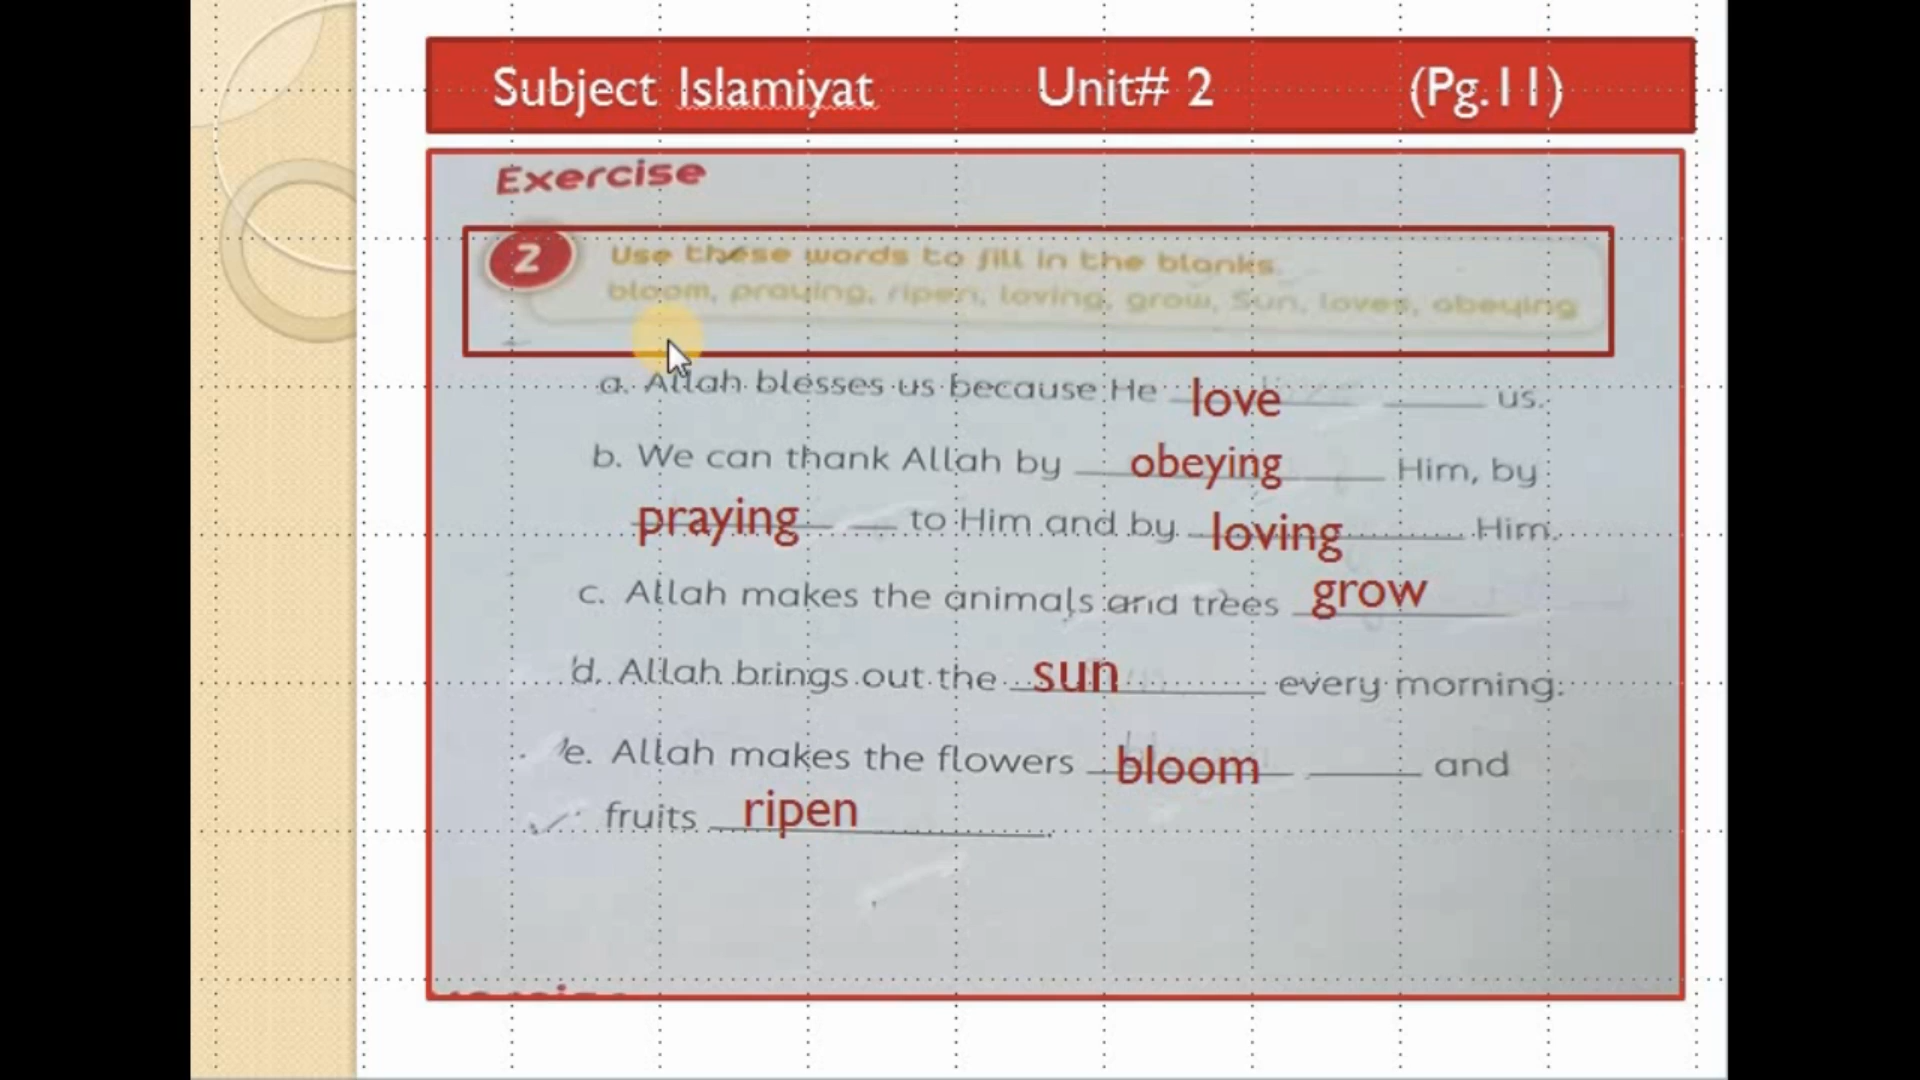 Subject Islamiyat Unit# 2 (Pg.11)
Exercise
2 Use these words to fill in the blanks.
bloom, praying, ripen, loving, grow, Sun, loves, obeying
a. Allah blesses us because He love us.
b. We can thank Allah by obeying Him, by
praying to Him and by loving Him.
c. Allah makes the animals and trees grow
d. Allah brings out the sun every morning.
e. Allah makes the flowers bloom and
fruits ripen.